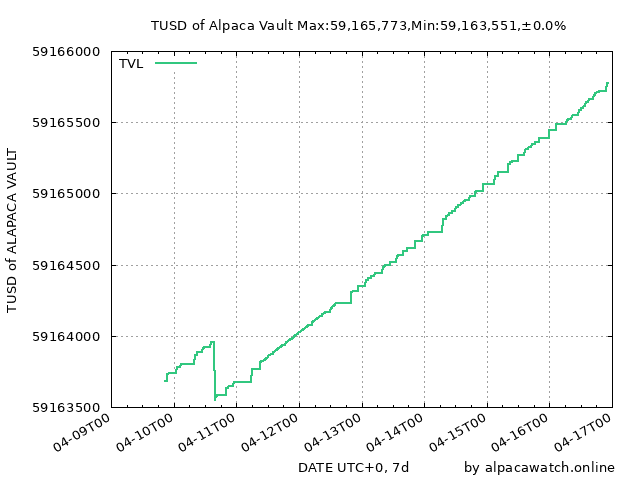 TUSD of Alpaca Vault Max:59,165,773,Min:59,163,551,±0.0%
TVL
59166000
59165500
59165000
59164500
59164000
59163500
TUSD of ALAPACA VAULT
04-09T00
04-10T00
04-11T00
04-12T00
04-13T00
04-14T00
04-15T00
04-16T00
04-17T00
DATE UTC+0, 7d
by alpacawatch.online